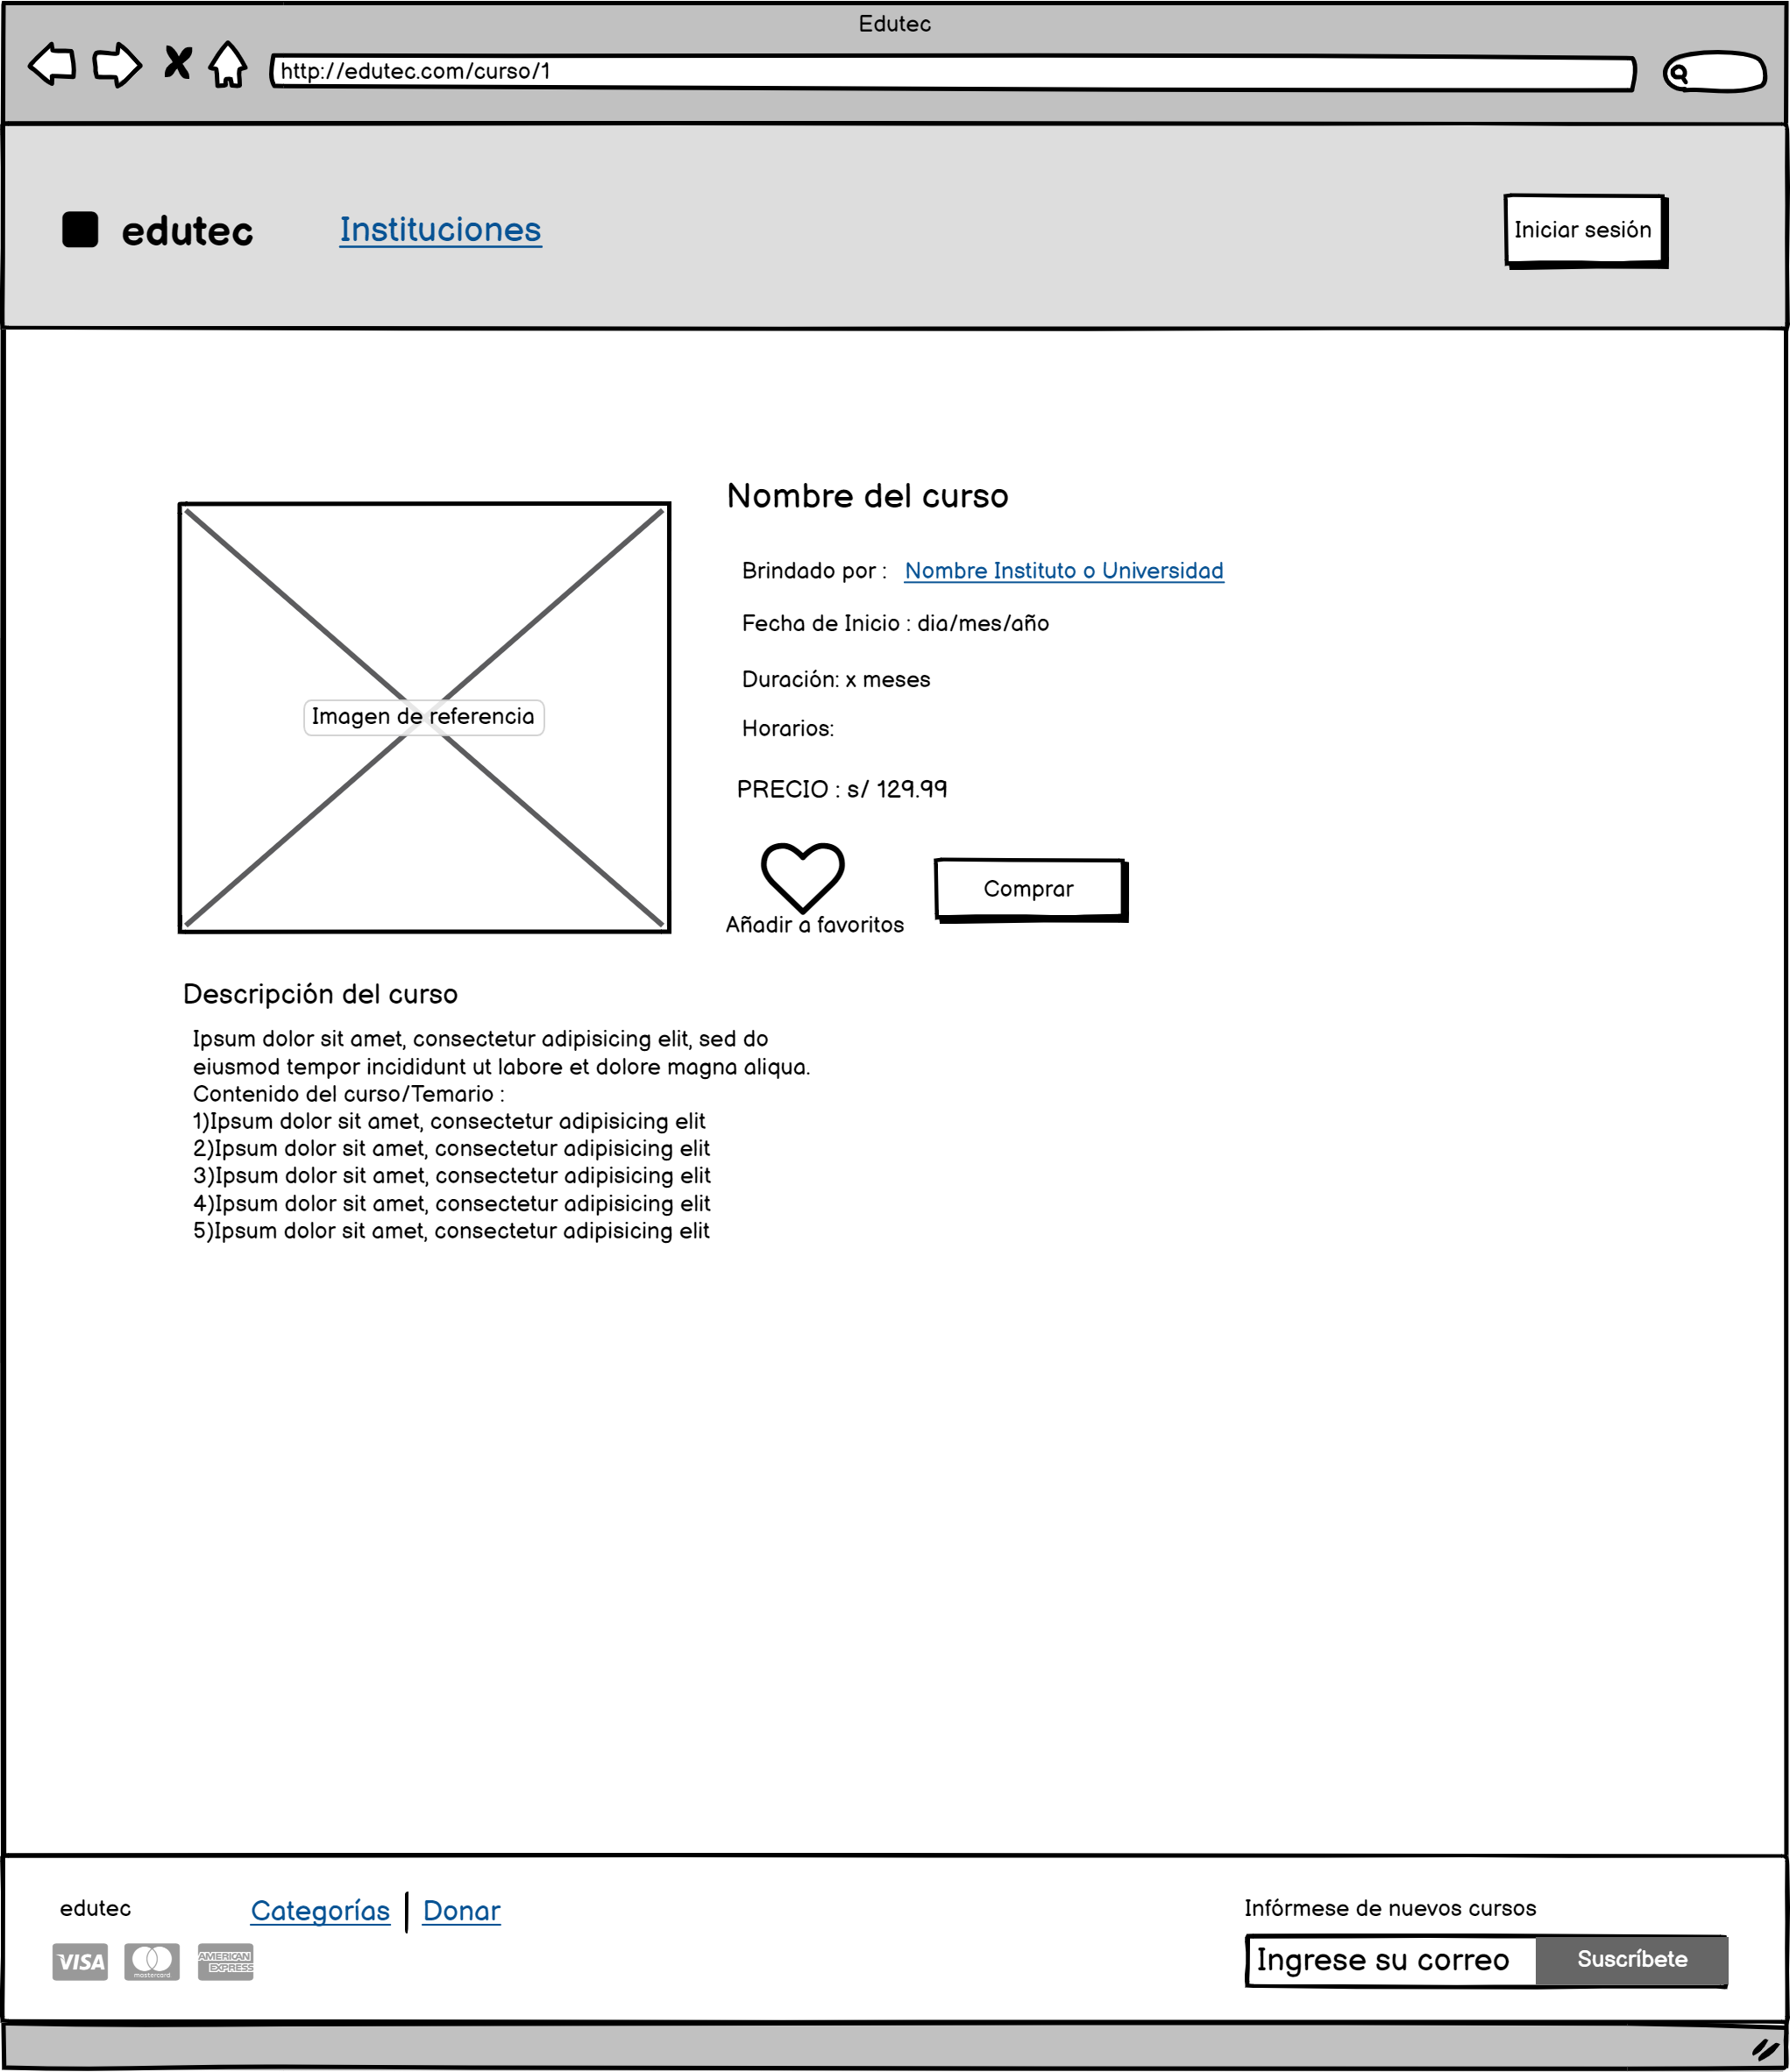 Edutec
http://edutec.com/curso/1
edutec
Instituciones
Iniciar sesión
Nombre del curso
Brindado por : Nombre Instituto o Universidad
Fecha de Inicio : dia/mes/año
Duración: x meses
Horarios:
Imagen de referencia
PRECIO : s/ 129.99
Comprar
Añadir a favoritos
Descripción del curso
Ipsum dolor sit amet, consectetur adipisicing elit, sed do
eiusmod tempor incididunt ut labore et dolore magna aliqua.
Contenido del curso/Temario :
1)Ipsum dolor sit amet, consectetur adipisicing elit
2)Ipsum dolor sit amet, consectetur adipisicing elit
3)Ipsum dolor sit amet, consectetur adipisicing elit
4)Ipsum dolor sit amet, consectetur adipisicing elit
5)Ipsum dolor sit amet, consectetur adipisicing elit
edutec
Categorías
Donar
VISA
mastercard
AMERICAN
EXPRESS
Infórmese de nuevos cursos
Ingrese su correo
Suscríbete